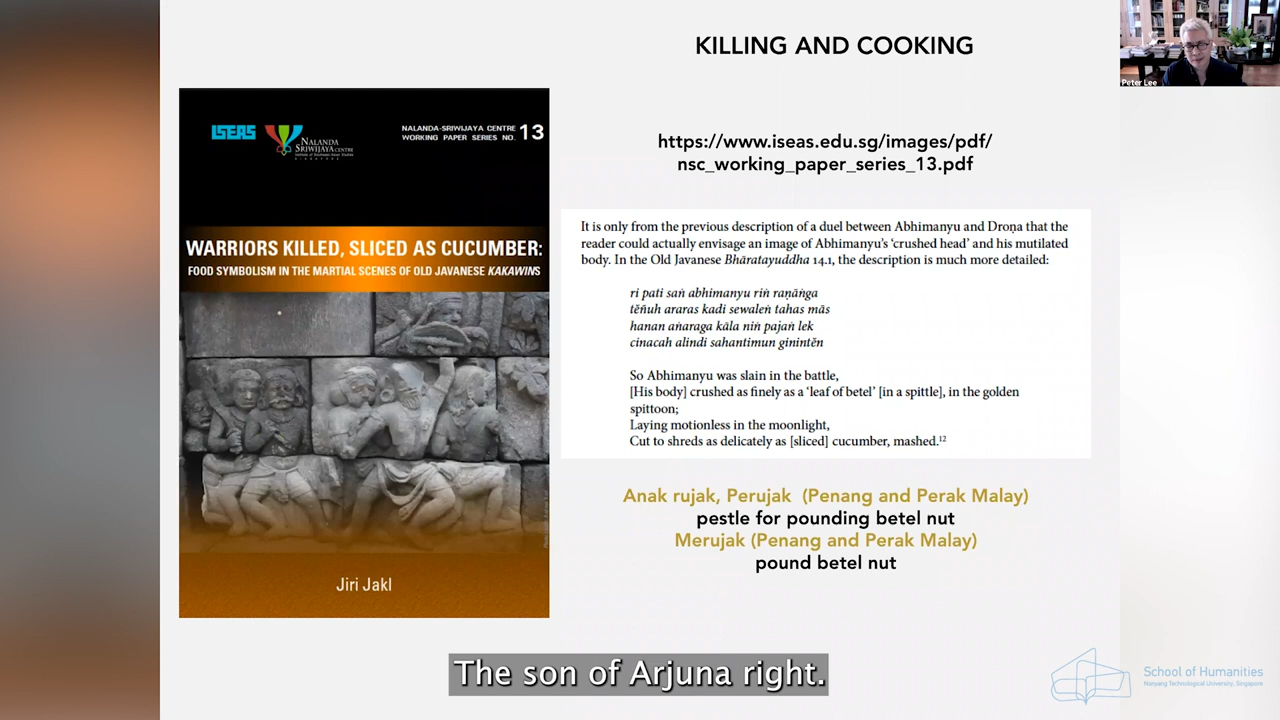 KILLING AND COOKING
Peter Lee
ISEAS
NALANDA
SRIWIJAYA CENTRE
NALANDA-SRIWIJAYA CENTRE
WORKING PAPER SERIES NO. 13
WARRIORS KILLED, SLICED AS CUCUMBER:
FOOD SYMBOLISM IN THE MARTIAL SCENES OF OLD JAVANESE KAKAWINS
Jiri Jakl
https://www.iseas.edu.sg/images/pdf/
nsc_working_paper_series_13.pdf
It is only from the previous description of a duel between Abhimanyu and Droṇa that the
reader could actually envisage an image of Abhimanyu's 'crushed head' and his mutilated
body. In the Old Javanese Bhāratayuddha 14.1, the description is much more detailed:
ri pati saṅ abhimanyu riṅ raṇāṅga
tĕñuh araras kadi sewaleṅ tahas mās
hanan aṅaraga kāla niṅ pajaṅ lek
cinacah alindi sahantimun ginintĕn
So Abhimanyu was slain in the battle,
[His body] crushed as finely as a 'leaf of betel' [in a spittle], in the golden
spittoon;
Laying motionless in the moonlight,
Cut to shreds as delicately as [sliced] cucumber, mashed.¹²
Anak rujak, Perujak (Penang and Perak Malay)
pestle for pounding betel nut
Merujak (Penang and Perak Malay)
pound betel nut
The son of Arjuna right.
School of Humanities
Nanyang Technological University, Singapore